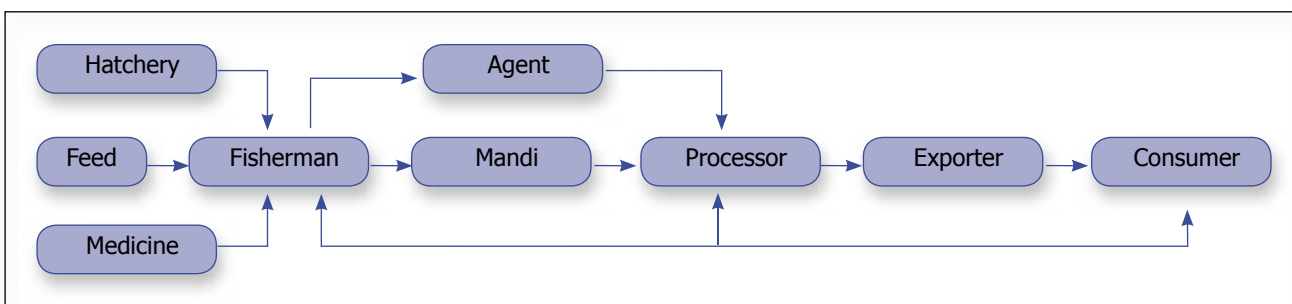 Hatchery
Agent
Feed
Fisherman
Mandi
Processor
Exporter
Consumer
Medicine